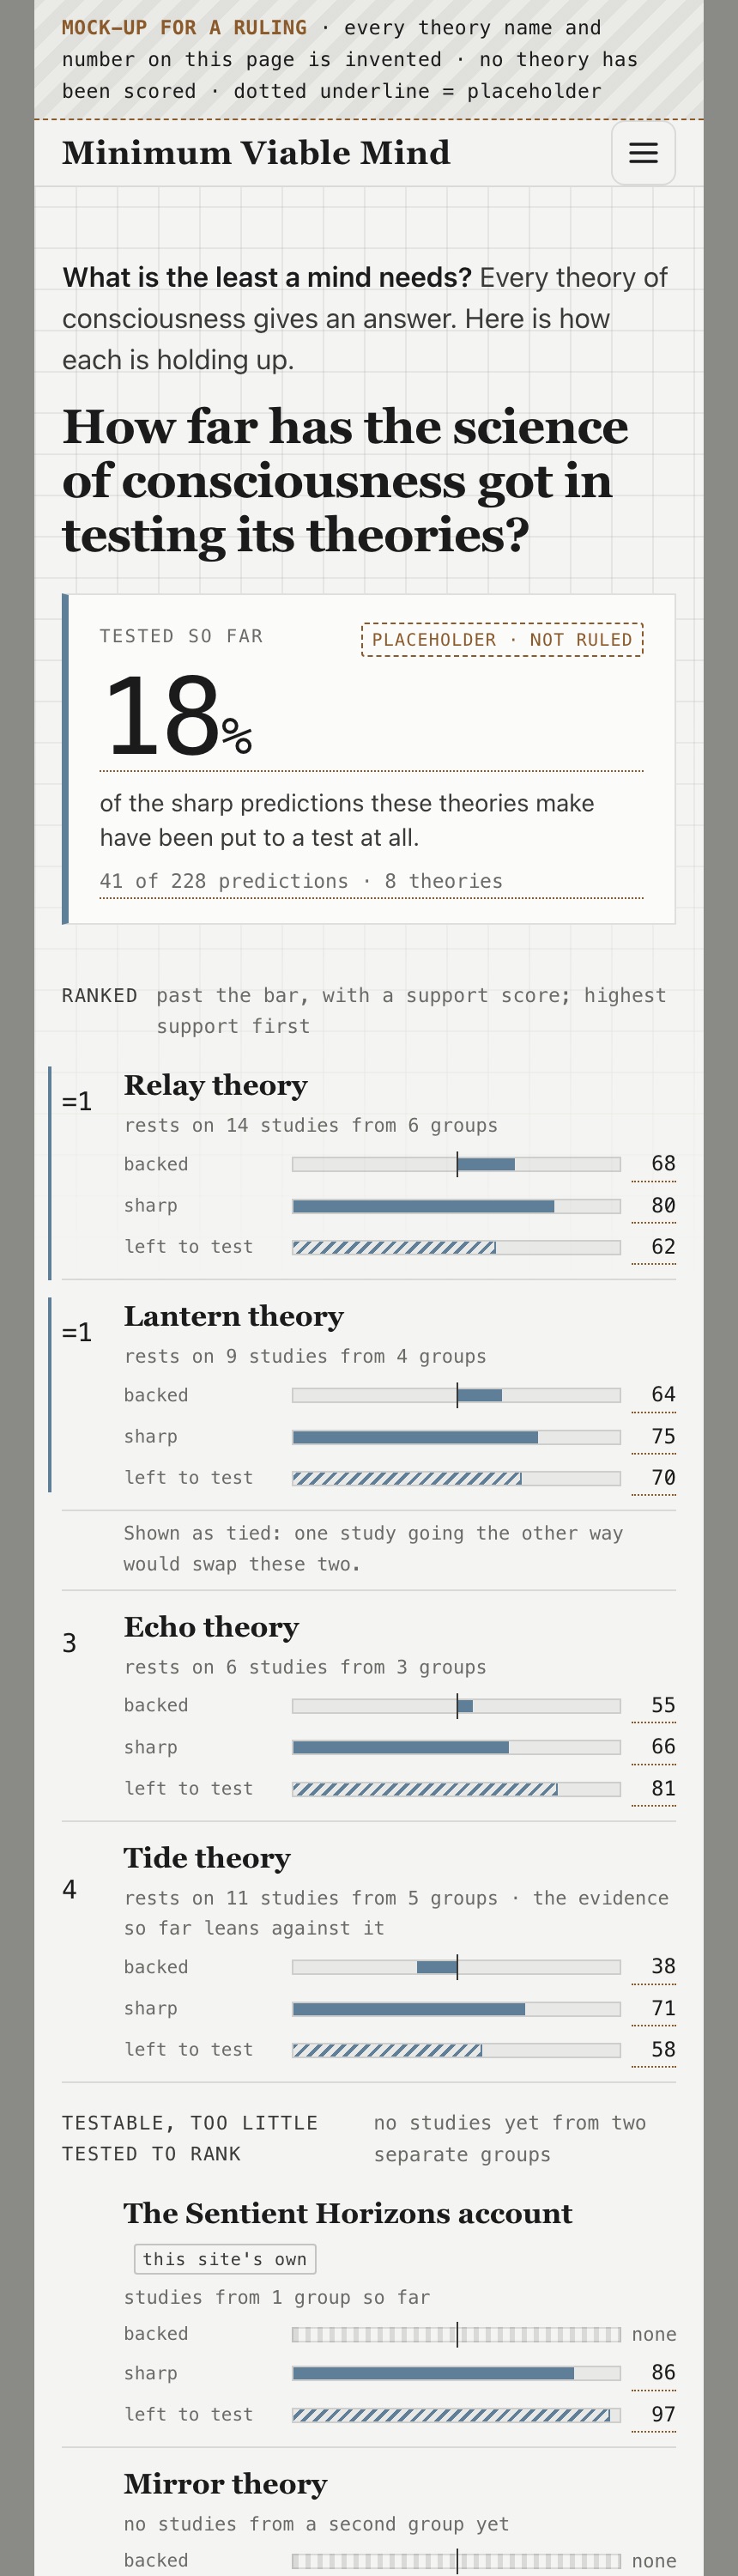 MOCK-UP FOR A RULING · every theory name and
number on this page is invented · no theory has
been scored · dotted underline = placeholder
Minimum Viable Mind
What is the least a mind needs? Every theory of
consciousness gives an answer. Here is how
each is holding up.
How far has the science
of consciousness got in
testing its theories?
TESTED SO FAR
PLACEHOLDER · NOT RULED
18%
of the sharp predictions these theories make
have been put to a test at all.
41 of 228 predictions · 8 theories
RANKED past the bar, with a support score; highest
support first
=1 Relay theory
rests on 14 studies from 6 groups
backed 68
sharp 80
left to test 62
=1 Lantern theory
rests on 9 studies from 4 groups
backed 64
sharp 75
left to test 70
Shown as tied: one study going the other way
would swap these two.
3 Echo theory
rests on 6 studies from 3 groups
backed 55
sharp 66
left to test 81
4 Tide theory
rests on 11 studies from 5 groups · the evidence
so far leans against it
backed 38
sharp 71
left to test 58
TESTABLE, TOO LITTLE
TESTED TO RANK
no studies yet from two
separate groups
The Sentient Horizons account
this site's own
studies from 1 group so far
backed none
sharp 86
left to test 97
Mirror theory
no studies from a second group yet
backed none